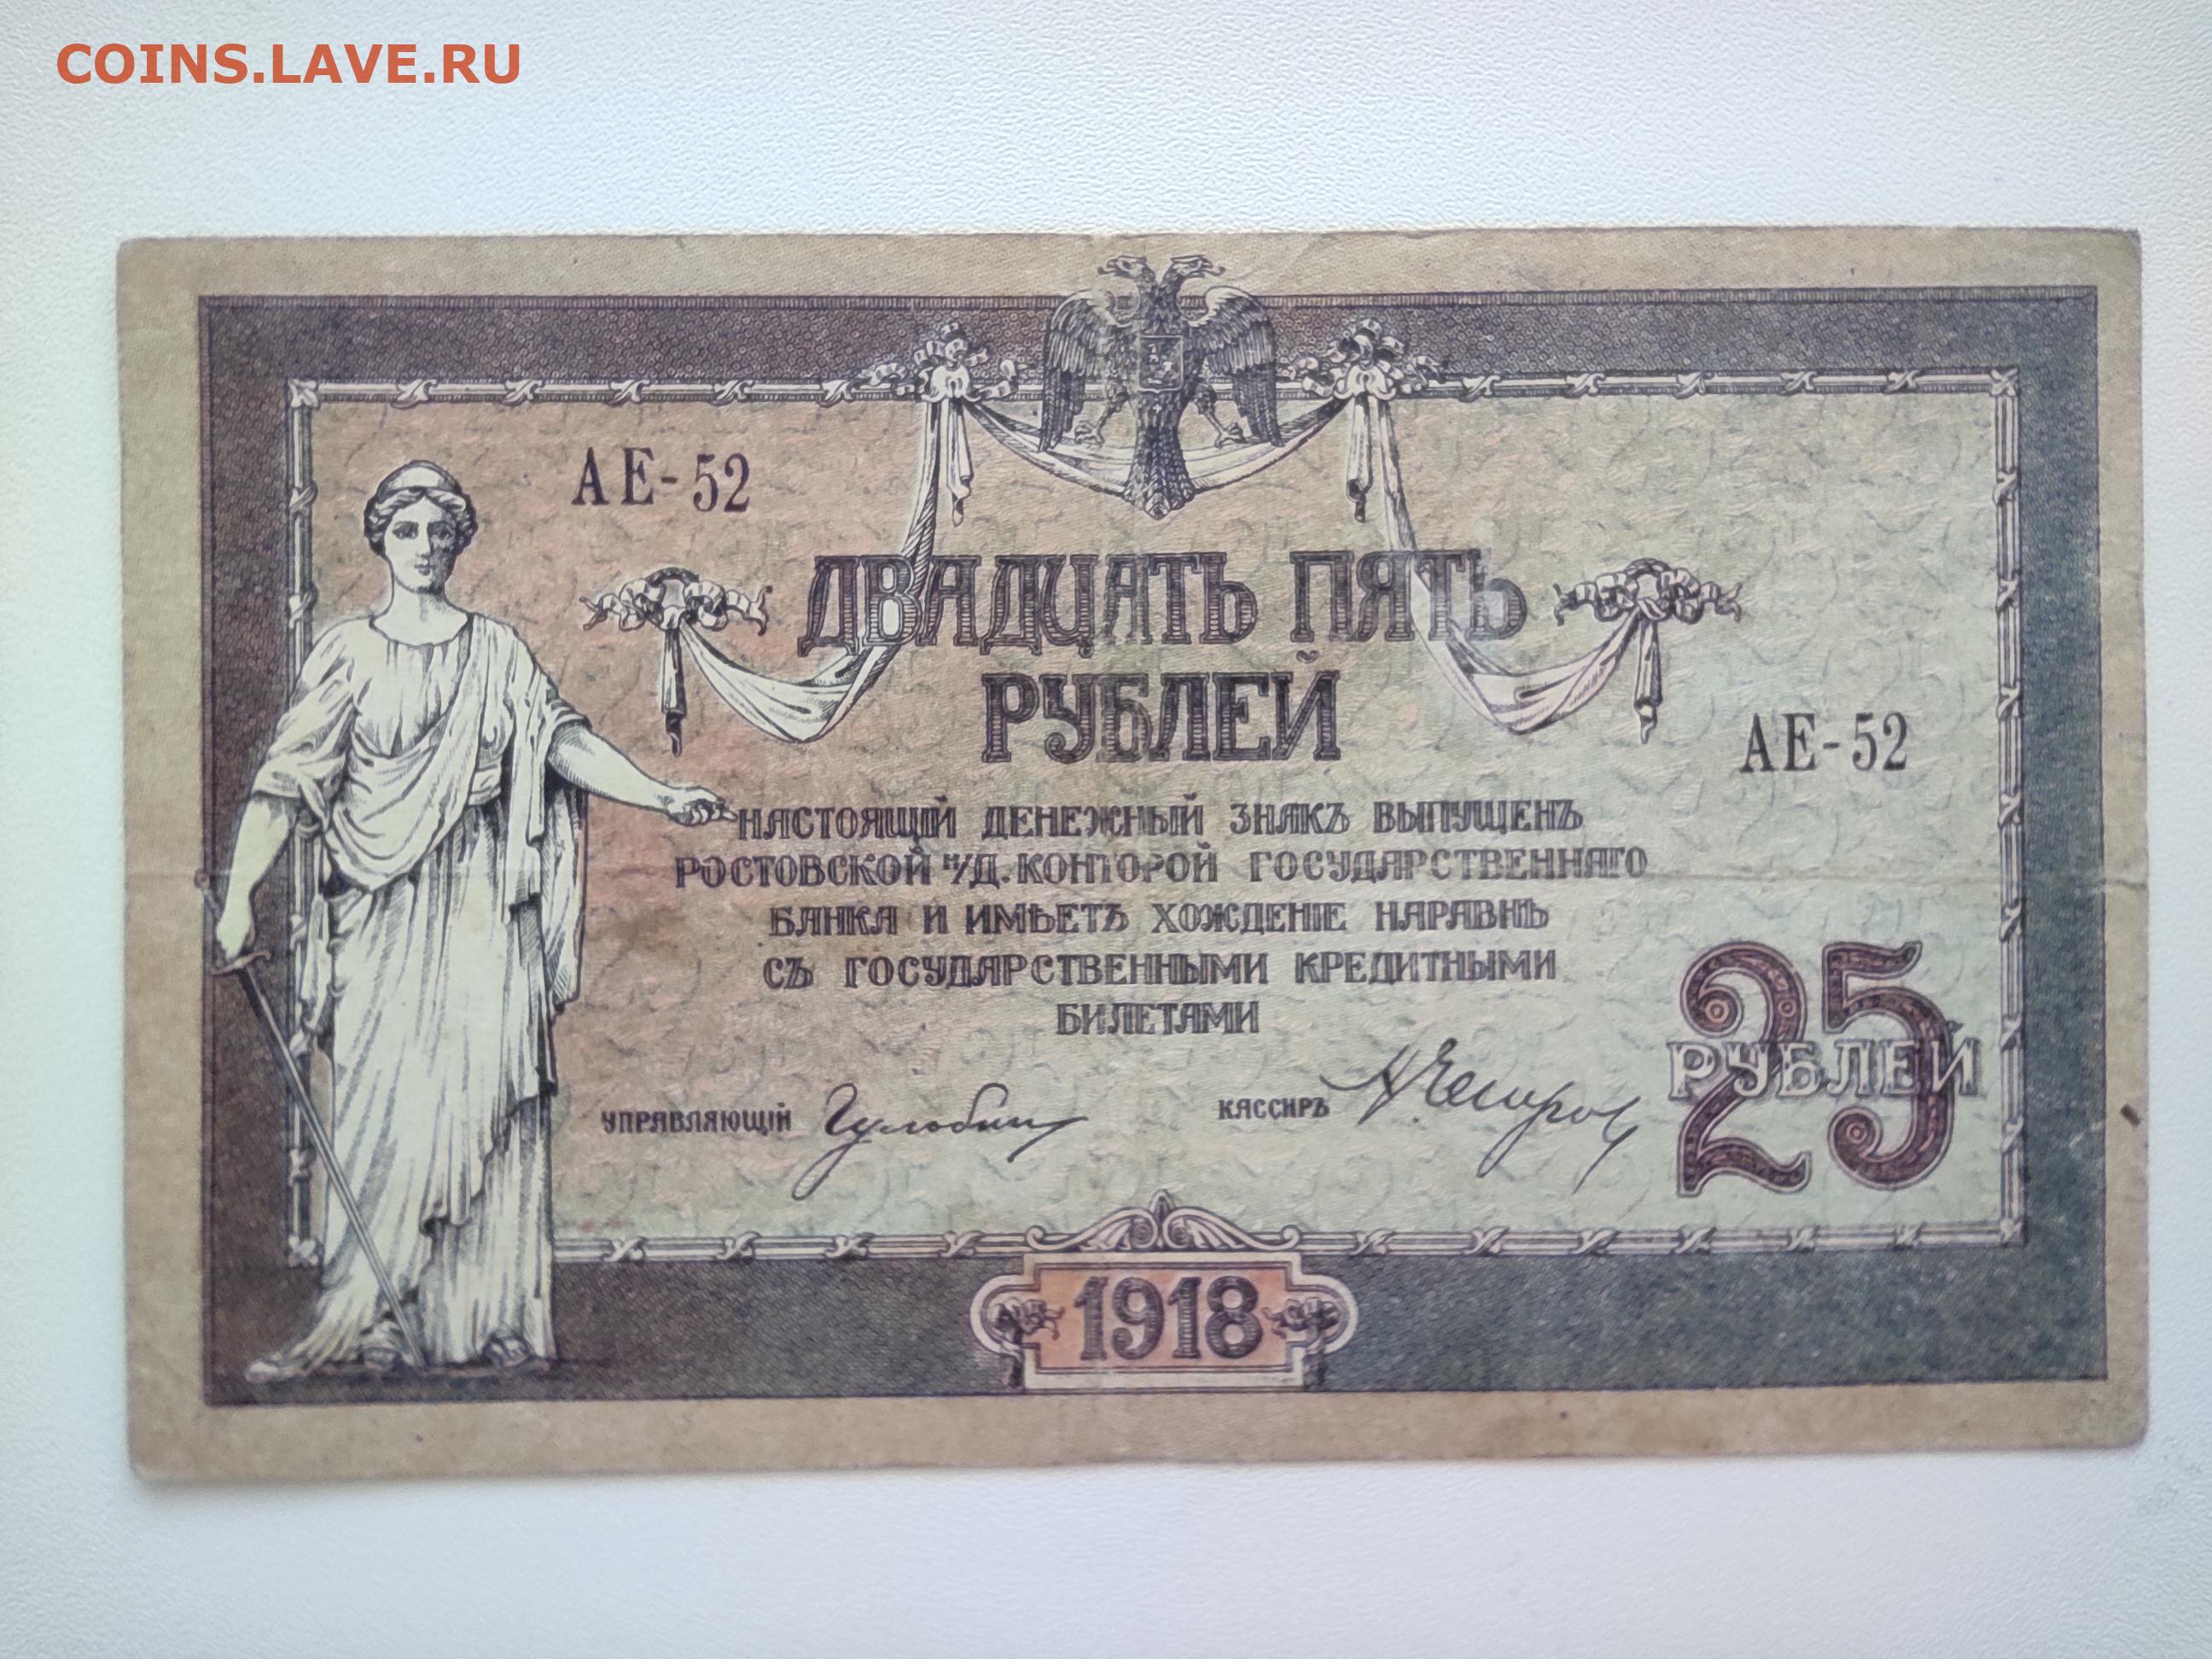 COINS.LAVE.RU
АЕ-52
ДВАДЦАТЬ ПЯТЬ
РУБЛЕЙ
АЕ-52
НАСТОЯЩІЙ ДЕНЕЖНЫЙ ЗНАКЪ ВЫПУЩЕНЪ
РОСТОВСКОЙ Н/Д. КОНТОРОЙ ГОСУДАРСТВЕННАГО
БАНКА И ИМѢЕТЪ ХОЖДЕНІЕ НАРАВНѢ
СЪ ГОСУДАРСТВЕННЫМИ КРЕДИТНЫМИ
БИЛЕТАМИ
25
РУБЛЕЙ
УПРАВЛЯЮЩІЙ
КАССИРЪ
1918